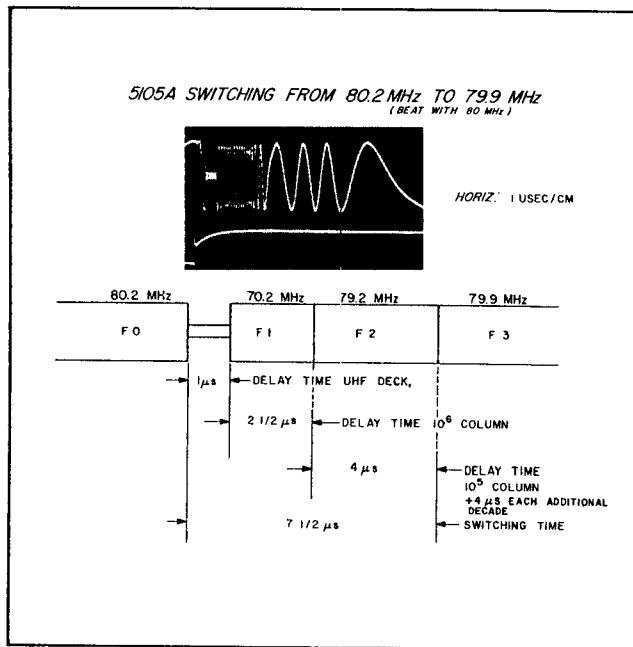 5105A SWITCHING FROM 80.2 MHz TO 79.9 MHz
(BEAT WITH 80 MHz)
HORIZ: 1 USEC/CM
80.2 MHz 70.2 MHz 79.2 MHz 79.9 MHz
F0 F1 F2 F3
1μs DELAY TIME UHF DECK,
2 1/2 μs DELAY TIME 10⁶ COLUMN
4 μs DELAY TIME
10⁵ COLUMN
+4 μs EACH ADDITIONAL
DECADE
7 1/2 μs SWITCHING TIME